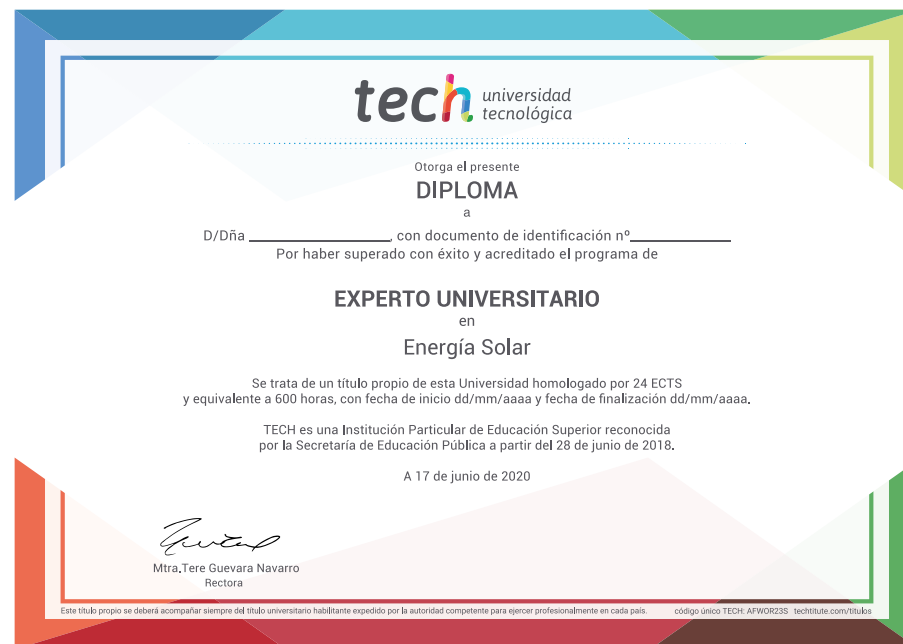 tech universidad
tecnológica
Otorga el presente
DIPLOMA
a
D/Dña __________________, con documento de identificación nº_____________
Por haber superado con éxito y acreditado el programa de
EXPERTO UNIVERSITARIO
en
Energía Solar
Se trata de un título propio de esta Universidad homologado por 24 ECTS
y equivalente a 600 horas, con fecha de inicio dd/mm/aaaa y fecha de finalización dd/mm/aaaa.
TECH es una Institución Particular de Educación Superior reconocida
por la Secretaría de Educación Pública a partir del 28 de junio de 2018.
A 17 de junio de 2020
Mtra.Tere Guevara Navarro
Rectora
Este título propio se deberá acompañar siempre del título universitario habilitante expedido por la autoridad competente para ejercer profesionalmente en cada país. código único TECH: AFWOR23S techtitute.com/titulos